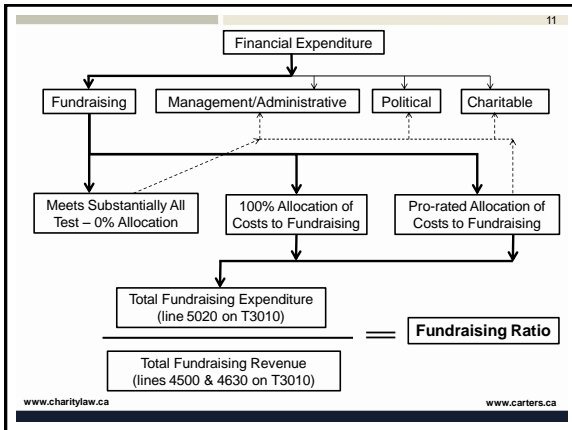 11
Financial Expenditure
Fundraising
Management/Administrative
Political
Charitable
Meets Substantially All
Test – 0% Allocation
100% Allocation of
Costs to Fundraising
Pro-rated Allocation of
Costs to Fundraising
Total Fundraising Expenditure
(line 5020 on T3010)
=
Fundraising Ratio
Total Fundraising Revenue
(lines 4500 & 4630 on T3010)
www.charitylaw.ca
www.carters.ca